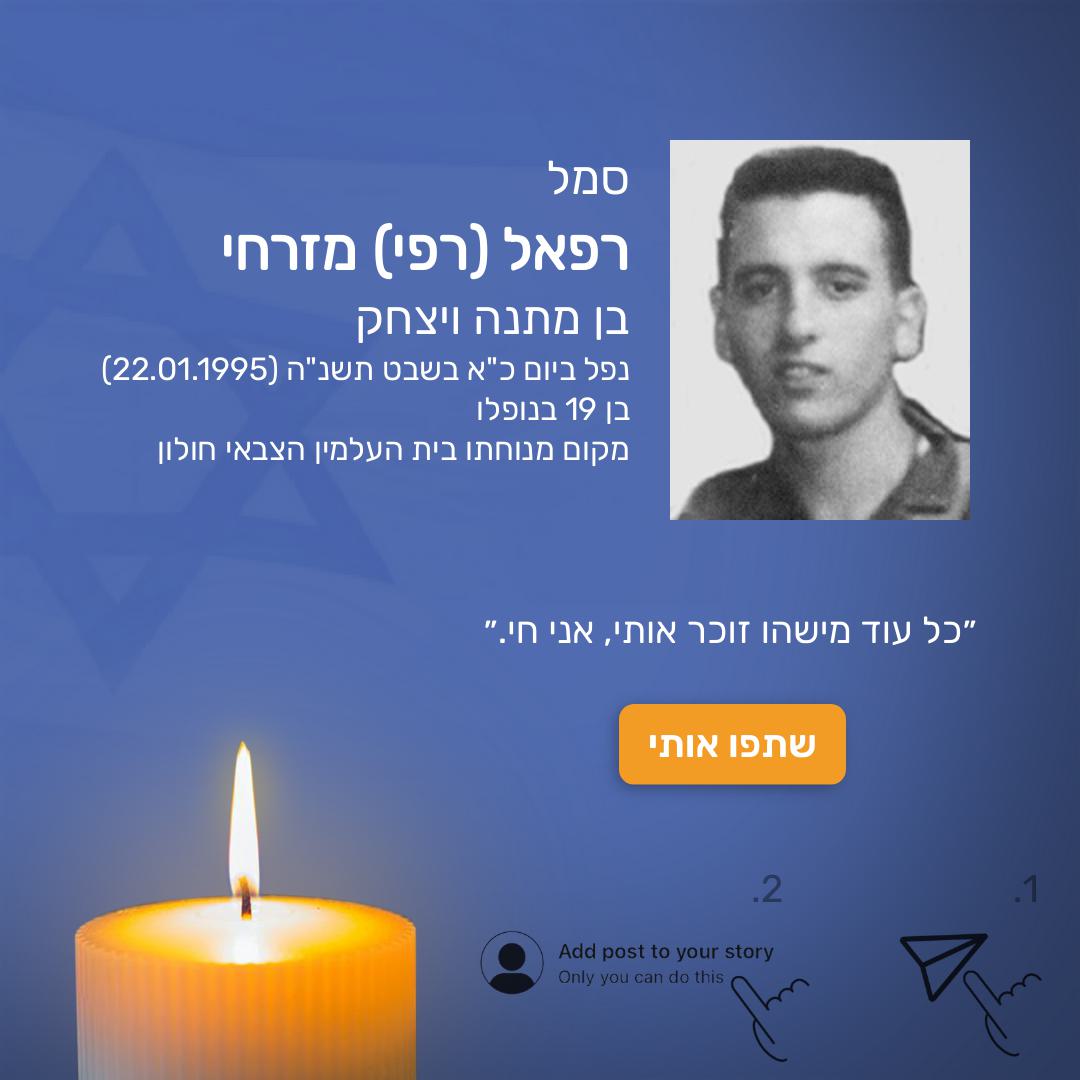 סמל
רפאל (רפי) מזרחי
בן מתנה ויצחק
נפל ביום כ"א בשבט תשנ"ה (22.01.1995)
בן 19 בנופלו
מקום מנוחתו בית העלמין הצבאי חולון
״כל עוד מישהו זוכר אותי, אני חי.״
שתפו אותי
1.
2.
Add post to your story
Only you can do this